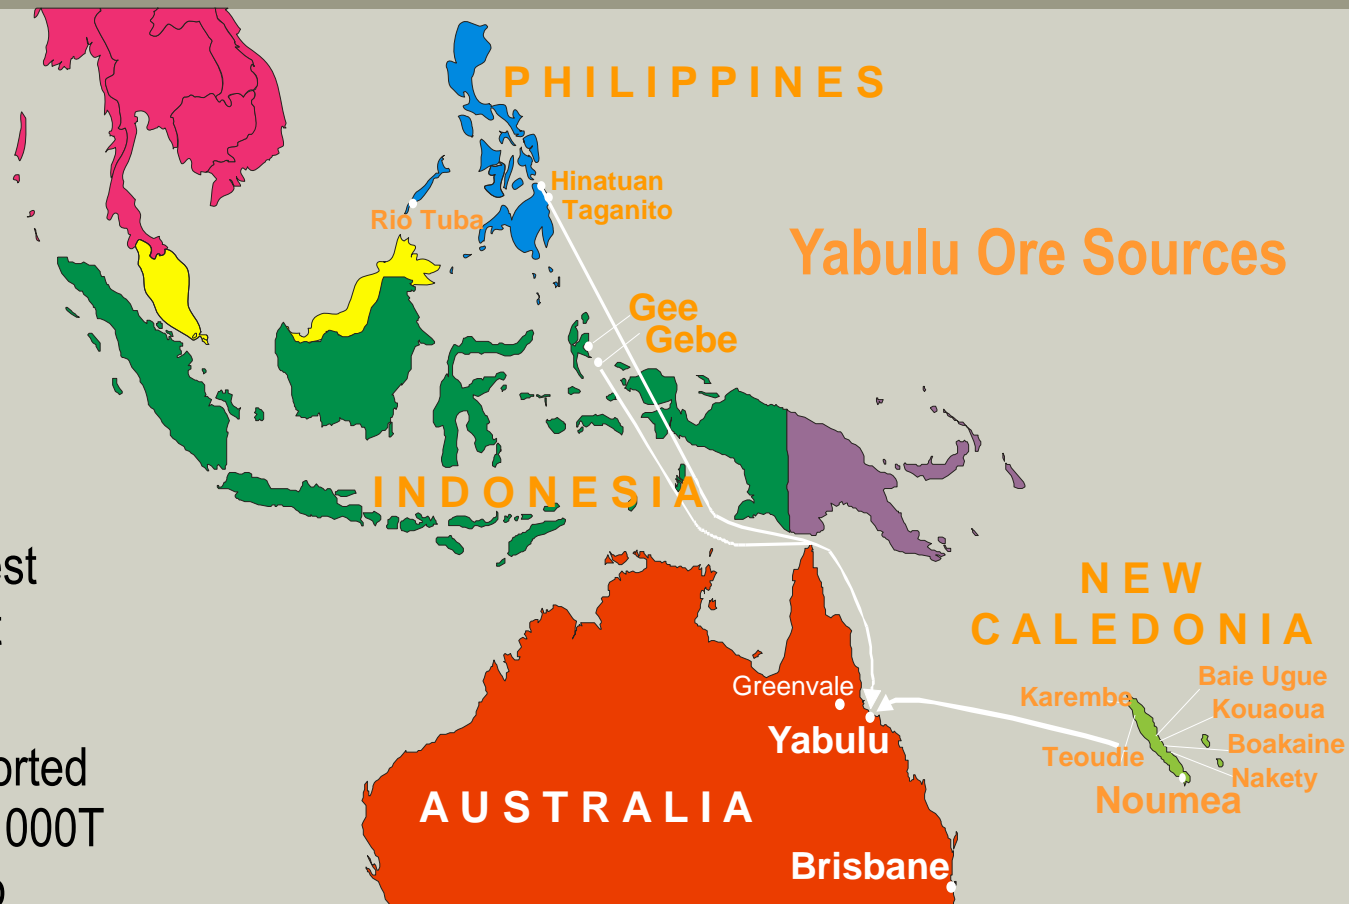 PHILIPPINES
Hinatuan
Taganito
Rio Tuba
Yabulu Ore Sources
Gee
Gebe
INDONESIA
est
NEW
CALEDONIA
Baie Ugue
Greenvale
Karembe
Kouaoua
Yabulu
Boakaine
Teoudie
orted
Nakety
Noumea
AUSTRALIA
000T
Brisbane